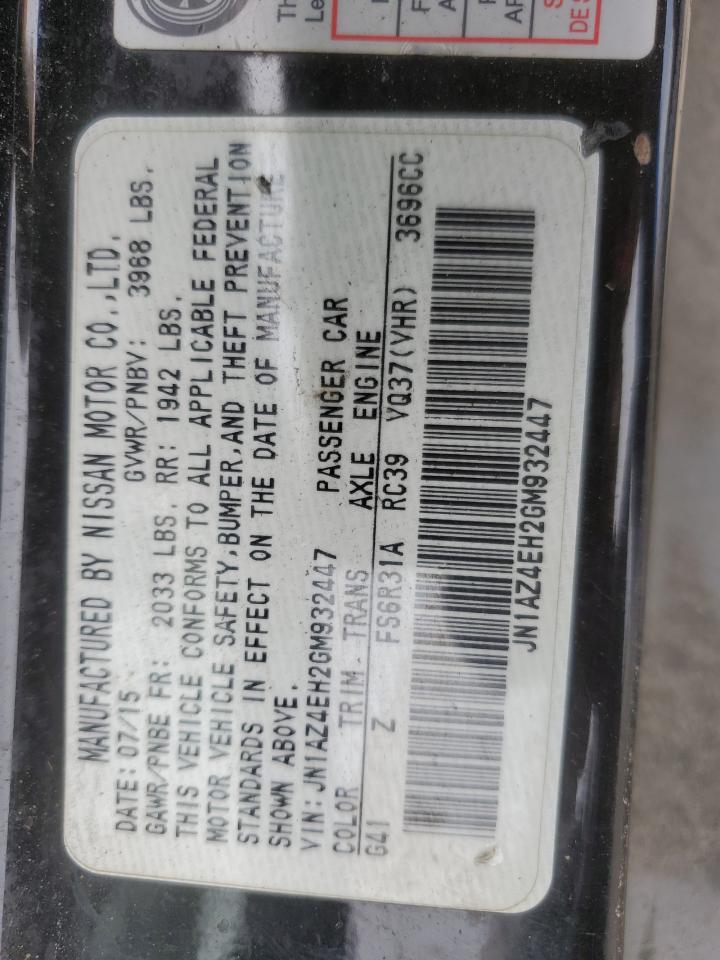 MANUFACTURED BY NISSAN MOTOR CO.,LTD.
DATE: 07/15 GVWR/PNBV: 3968 LBS.
GAWR/PNBE FR: 2033 LBS. RR: 1942 LBS.
THIS VEHICLE CONFORMS TO ALL APPLICABLE FEDERAL
MOTOR VEHICLE SAFETY,BUMPER,AND THEFT PREVENTION
STANDARDS IN EFFECT ON THE DATE OF MANUFACTURE
SHOWN ABOVE.
VIN: JN1AZ4EH2GM932447 PASSENGER CAR
COLOR TRIM TRANS AXLE ENGINE
G41 Z FS6R31A RC39 VQ37(VHR) 3696CC
JN1AZ4EH2GM932447